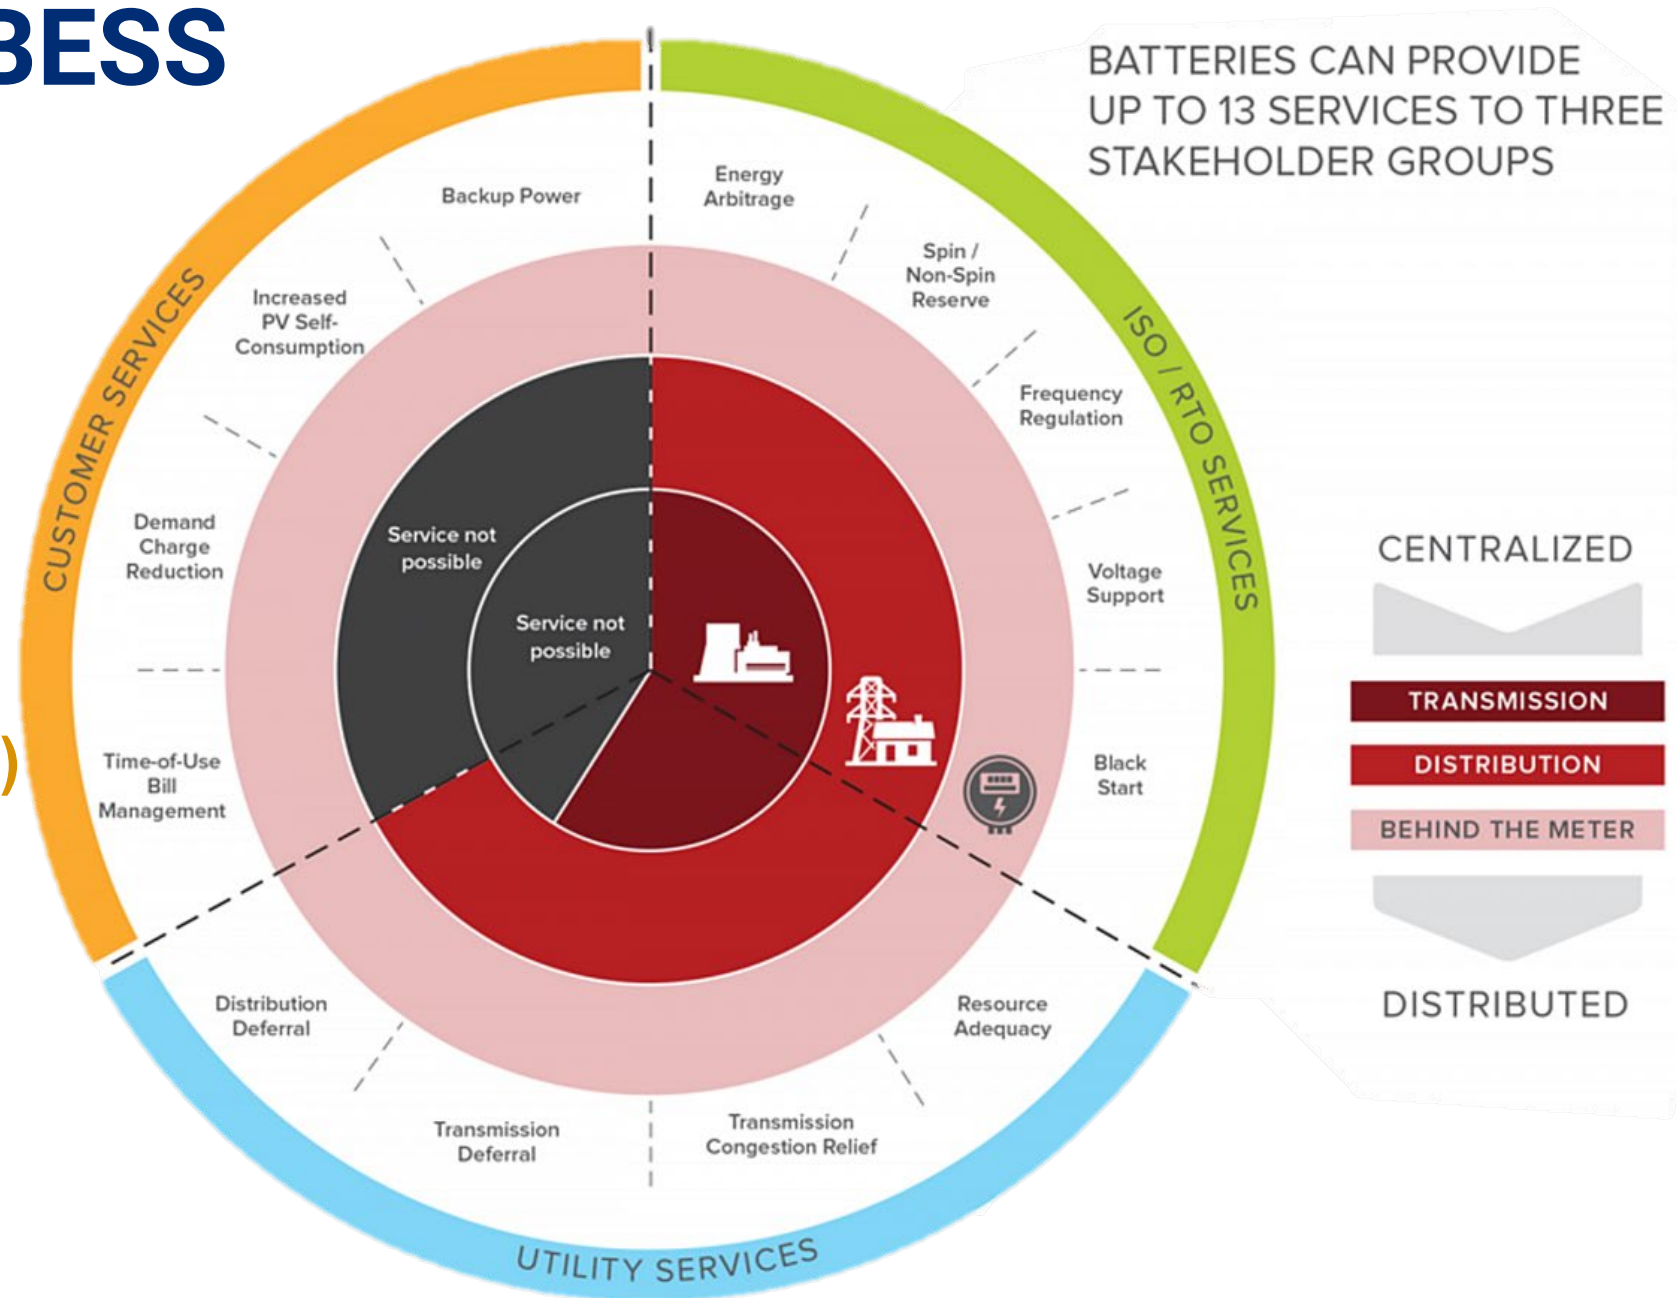 BESS
BATTERIES CAN PROVIDE
UP TO 13 SERVICES TO THREE
STAKEHOLDER GROUPS
CUSTOMER SERVICES
ISO / RTO SERVICES
UTILITY SERVICES
Backup Power
Increased
PV Self-
Consumption
Demand
Charge
Reduction
Time-of-Use
Bill
Management
Energy
Arbitrage
Spin /
Non-Spin
Reserve
Frequency
Regulation
Voltage
Support
Black
Start
Resource
Adequacy
Transmission
Congestion Relief
Transmission
Deferral
Distribution
Deferral
Service not
possible
Service not
possible
)
CENTRALIZED
TRANSMISSION
DISTRIBUTION
BEHIND THE METER
DISTRIBUTED